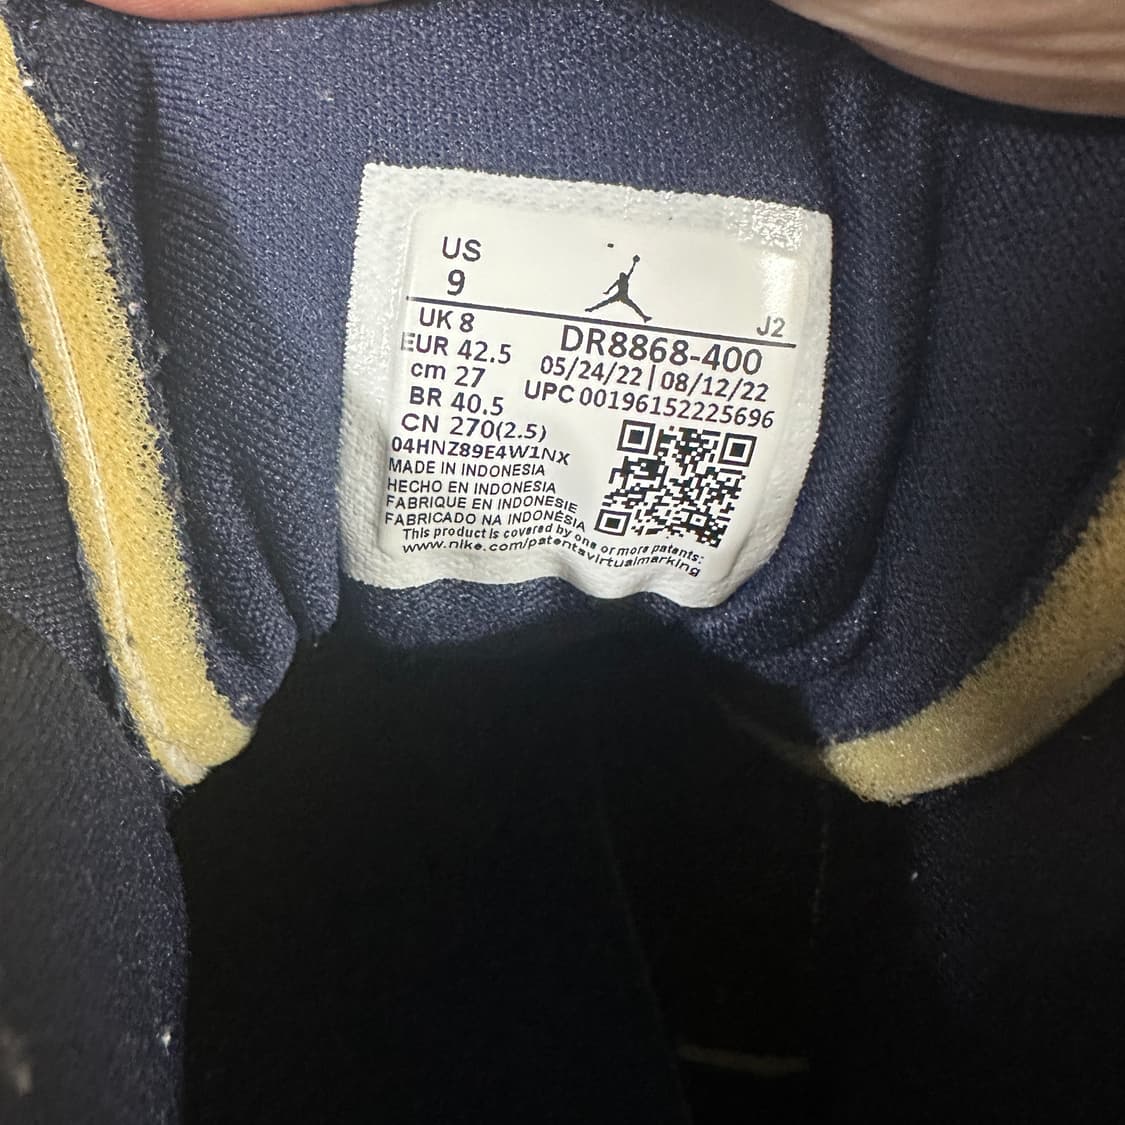 US
9
J2
UK 8
EUR 42.5
cm 27
BR 40.5
CN 270(2.5)
DR8868-400
05/24/22 | 08/12/22
UPC 00196152225696
04HNZ89E4W1NX
MADE IN INDONESIA
HECHO EN INDONESIA
FABRIQUE EN INDONESIE
FABRICADO NA INDONÉSIA
This product is covered by one or more patents:
www.nike.com/patentsvirtualmarking